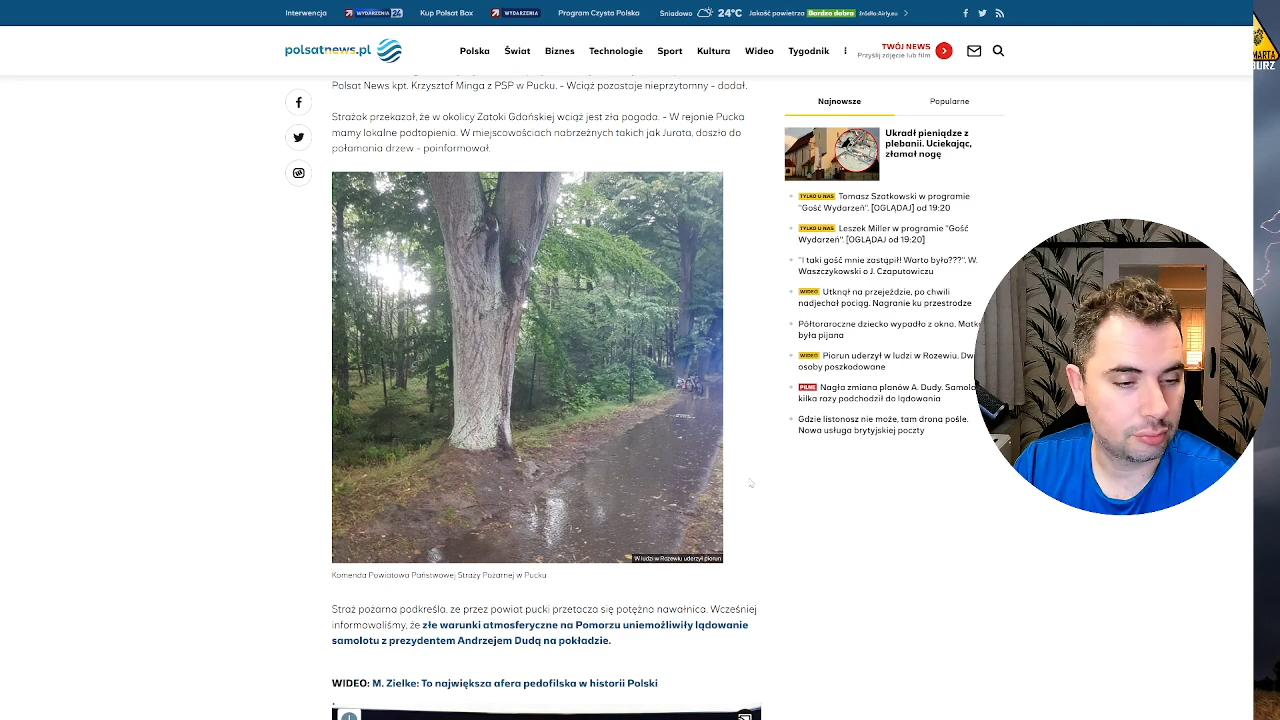 Interwencja
WYDARZENIA 24
Kup Polsat Box
WYDARZENIA
Program Czysta Polska
Śniadowo
24°C
Jakość powietrza
Bardzo dobra
źródło:Airly.eu
polsatnews.pl
Polska
Świat
Biznes
Technologie
Sport
Kultura
Wideo
Tygodnik
TWÓJ NEWS
Przyślij zdjęcie lub film
Polsat News kpt. Krzysztof Minga z PSP w Pucku. - Wciąż pozostaje nieprzytomny - dodał.
Strażak przekazał, że w okolicy Zatoki Gdańskiej wciąż jest zła pogoda. - W rejonie Pucka
mamy lokalne podtopienia. W miejscowościach nabrzeżnych takich jak Jurata, doszło do
połamania drzew - poinformował.
W ludzi w Rozewiu uderzył piorun
Komenda Powiatowa Państwowej Straży Pożarnej w Pucku
Straż pożarna podkreśla, ze przez powiat pucki przetacza się potężna nawałnica. Wcześniej
informowaliśmy, że złe warunki atmosferyczne na Pomorzu uniemożliwiły lądowanie
samolotu z prezydentem Andrzejem Dudą na pokładzie.
WIDEO: M. Zielke: To największa afera pedofilska w historii Polski
Najnowsze
Popularne
Ukradł pieniądze z
plebanii. Uciekając,
złamał nogę
TYLKO U NAS Tomasz Szatkowski w programie
"Gość Wydarzeń". [OGLĄDAJ] od 19:20
TYLKO U NAS Leszek Miller w programie "Gość
Wydarzeń". [OGLĄDAJ od 19:20]
"I taki gość mnie zastąpił! Warto było???". W.
Waszczykowski o J. Czaputowiczu
WIDEO Utknął na przejeździe, po chwili
nadjechał pociąg. Nagranie ku przestrodze
Półtoraroczne dziecko wypadło z okna. Matka
była pijana
WIDEO Piorun uderzył w ludzi w Rozewiu. Dwi
osoby poszkodowane
PILNE Nagła zmiana planów A. Dudy. Samolo
kilka razy podchodził do lądowania
Gdzie listonosz nie może, tam drona pośle.
Nowa usługa brytyjskiej poczty